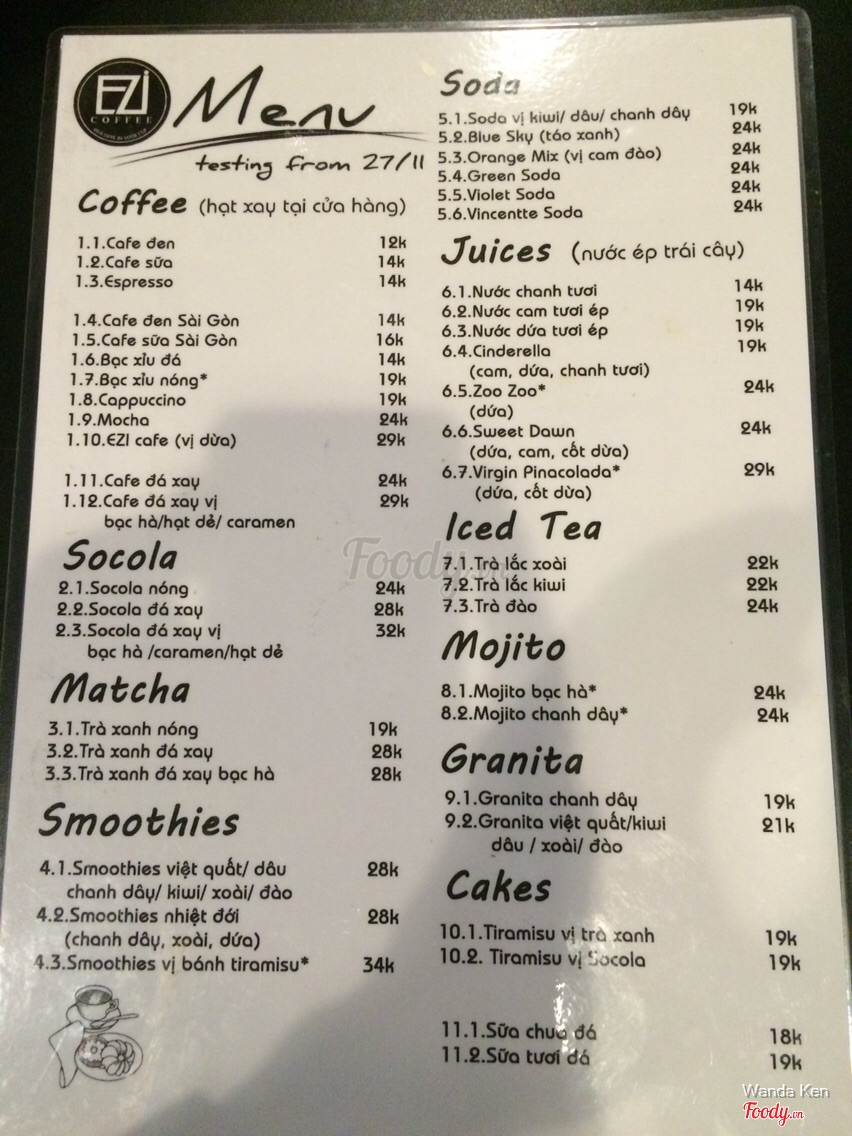 EZI
COFFEE
Menu
testing from 27/11
Coffee (hạt xay tại cửa hàng)
1.1.Cafe đen 12k
1.2.Cafe sữa 14k
1.3.Espresso 14k
1.4.Cafe đen Sài Gòn 14k
1.5.Cafe sữa Sài Gòn 16k
1.6.Bạc xỉu đá 14k
1.7.Bạc xỉu nóng* 19k
1.8.Cappuccino 19k
1.9.Mocha 24k
1.10.EZI cafe (vị dừa) 29k
1.11.Cafe đá xay 24k
1.12.Cafe đá xay vị 29k
bạc hà/hạt dẻ/ caramen
Socola
2.1.Socola nóng 24k
2.2.Socola đá xay 28k
2.3.Socola đá xay vị 32k
bạc hà /caramen/hạt dẻ
Matcha
3.1.Trà xanh nóng 19k
3.2.Trà xanh đá xay 28k
3.3.Trà xanh đá xay bạc hà 28k
Smoothies
4.1.Smoothies việt quất/ dâu 28k
chanh dây/ kiwi/ xoài/ đào
4.2.Smoothies nhiệt đới 28k
(chanh dây, xoài, dứa)
4.3.Smoothies vị bánh tiramisu* 34k
Soda
5.1.Soda vị kiwi/ dâu/ chanh dây 19k
5.2.Blue Sky (táo xanh) 24k
5.3.Orange Mix (vị cam đào) 24k
5.4.Green Soda 24k
5.5.Violet Soda 24k
5.6.Vincentte Soda 24k
Juices (nước ép trái cây)
6.1.Nước chanh tươi 14k
6.2.Nước cam tươi ép 19k
6.3.Nước dứa tươi ép 19k
6.4.Cinderella 19k
(cam, dứa, chanh tươi)
6.5.Zoo Zoo* 24k
(dứa)
6.6.Sweet Dawn 24k
(dứa, cam, cốt dừa)
6.7.Virgin Pinacolada* 29k
(dứa, cốt dừa)
Iced Tea
7.1.Trà lắc xoài 22k
7.2.Trà lắc kiwi 22k
7.3.Trà đào 24k
Mojito
8.1.Mojito bạc hà* 24k
8.2.Mojito chanh dây* 24k
Granita
9.1.Granita chanh dây 19k
9.2.Granita việt quất/kiwi 21k
dâu / xoài/ đào
Cakes
10.1.Tiramisu vị trà xanh 19k
10.2. Tiramisu vị Socola 19k
11.1.Sữa chua đá 18k
11.2.Sữa tươi đá 19k
Foody.vn
Wanda Ken
Foody.vn